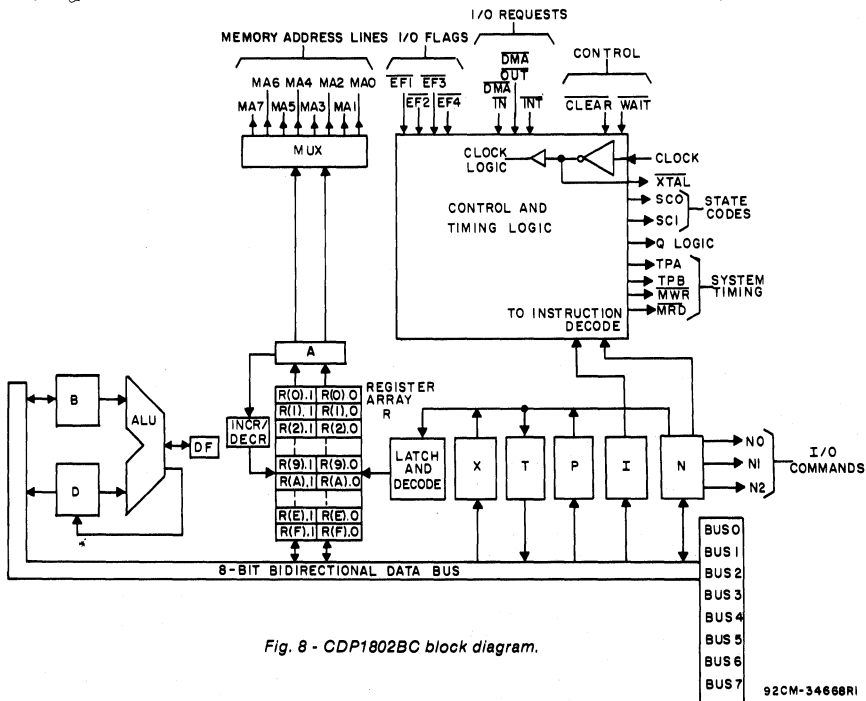 I/O REQUESTS
MEMORY ADDRESS LINES I/O FLAGS
CONTROL
DMA
OUT
MA6 MA4 MA2 MA0
EF1 EF3
DMA
IN
INT
MA7 MA5 MA3 MA1
EF2 EF4
CLEAR WAIT
MUX
CLOCK
LOGIC
CLOCK
XTAL
CONTROL AND
TIMING LOGIC
SC0
SC1
STATE
CODES
Q LOGIC
TPA
TPB
MWR
MRD
SYSTEM
TIMING
TO INSTRUCTION
DECODE
A
REGISTER
ARRAY
R
R(0).1 R(0).0
R(1).1 R(1).0
R(2).1 R(2).0
R(9).1 R(9).0
R(A).1 R(A).0
R(E).1 R(E).0
R(F).1 R(F).0
B
ALU
DF
D
INCR/
DECR
LATCH
AND
DECODE
X
T
P
I
N
N0
N1
N2
I/O
COMMANDS
8-BIT BIDIRECTIONAL DATA BUS
BUS 0
BUS 1
BUS 2
BUS 3
BUS 4
BUS 5
BUS 6
BUS 7
Fig. 8 - CDP1802BC block diagram.
92CM-34668R1